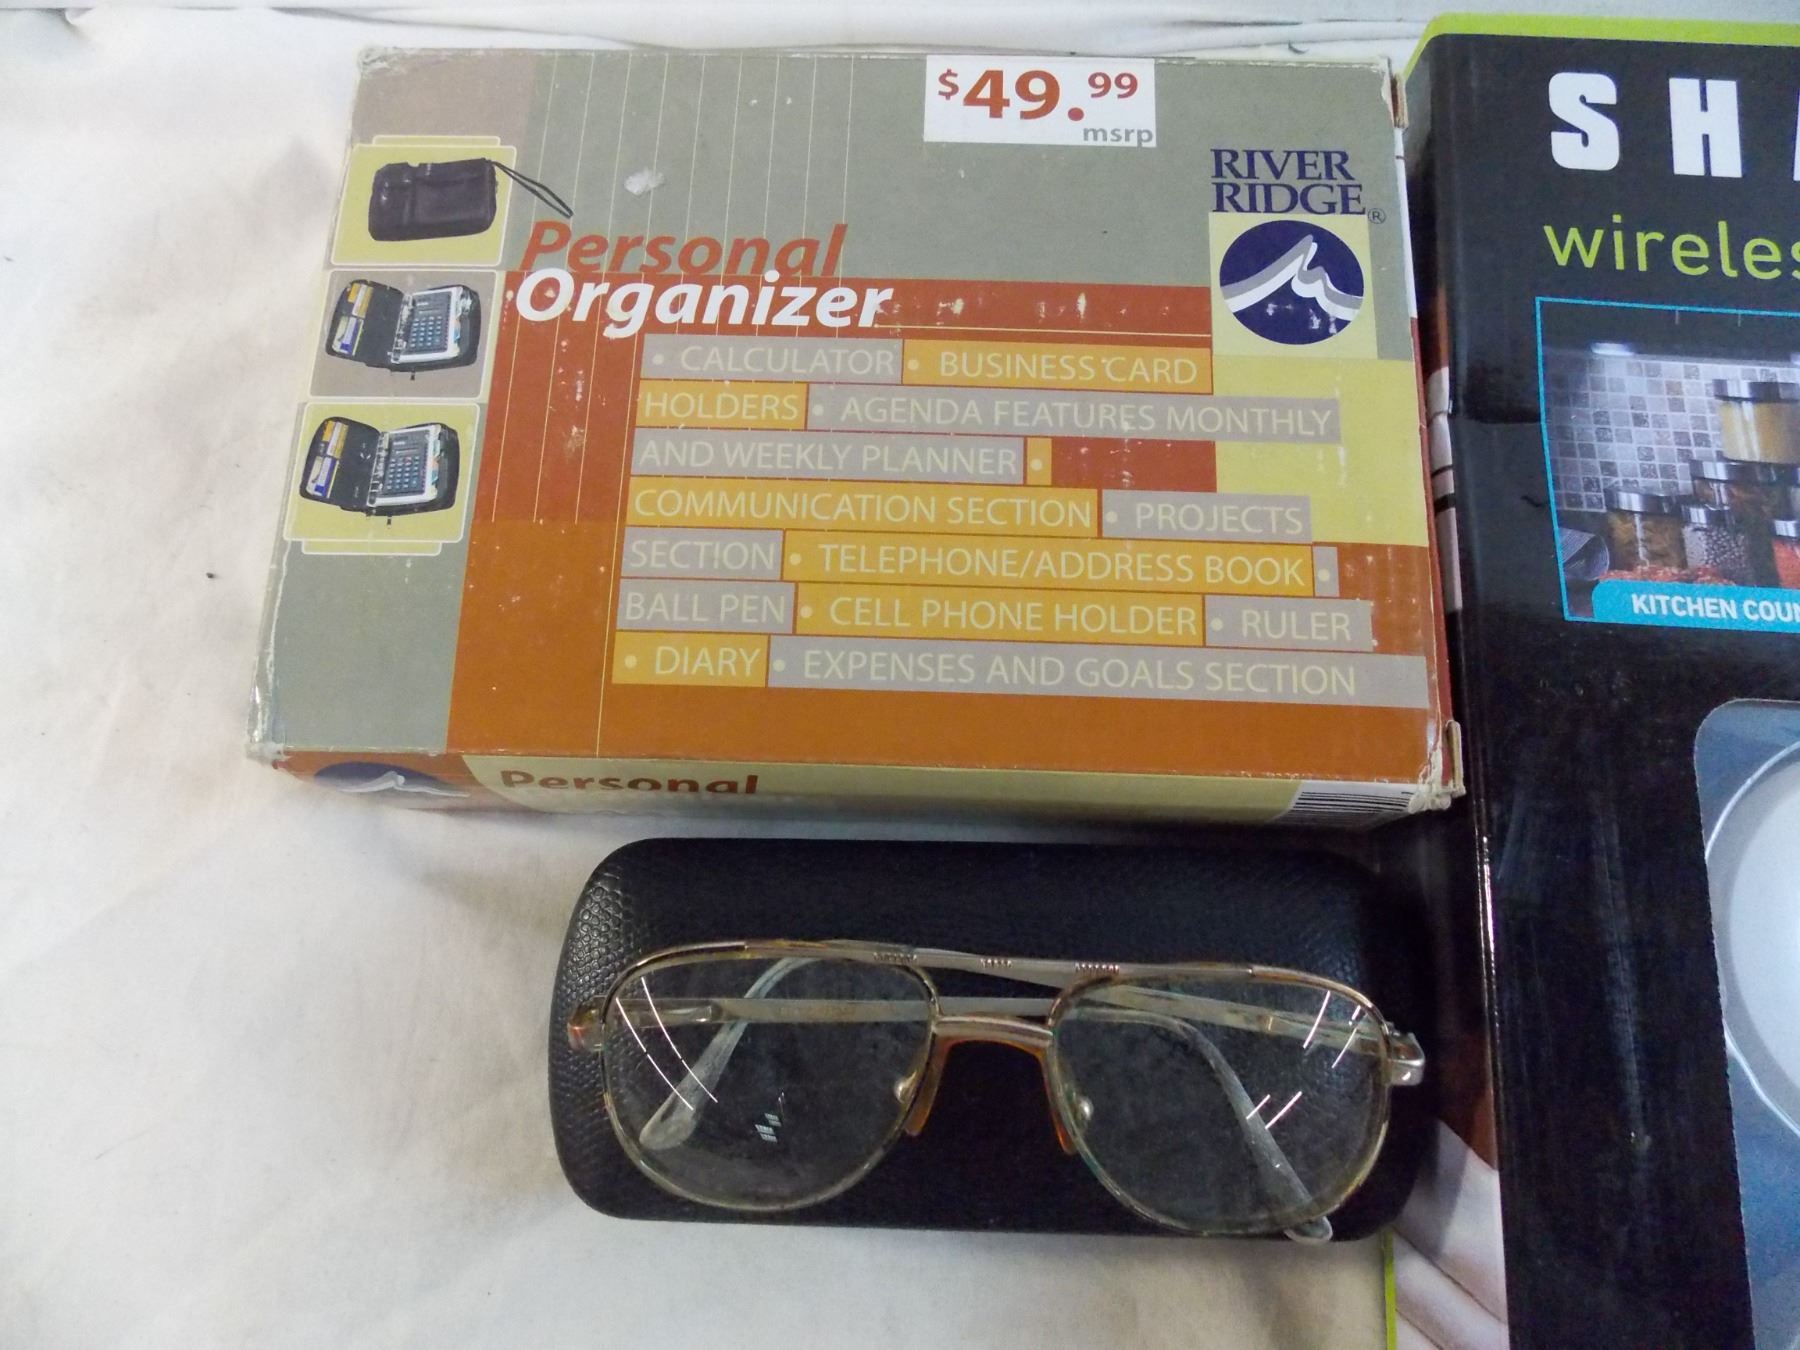 $49.99
msrp
RIVER
RIDGE®
Personal
Organizer
• CALCULATOR • BUSINESS CARD
HOLDERS • AGENDA FEATURES MONTHLY
AND WEEKLY PLANNER •
COMMUNICATION SECTION • PROJECTS
SECTION • TELEPHONE/ADDRESS BOOK •
BALL PEN • CELL PHONE HOLDER • RULER
• DIARY • EXPENSES AND GOALS SECTION
Personal
SH
wireles
KITCHEN COUN